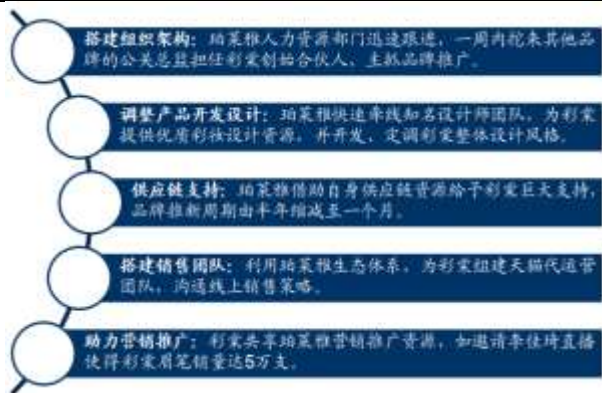 搭建组织架构：珀莱雅人力资源部门迅速跟进，一周内挖来其他品
牌的公关总监担任彩棠创始合伙人、主抓品牌推广。
调整产品开发设计：珀莱雅快速牵线知名设计师团队，为彩棠
提供优质彩妆设计资源，并开发、定调彩棠整体设计风格。
供应链支持：珀莱雅借助自身供应链资源给予彩棠巨大支持，
品牌推新周期由半年缩减至一个月。
搭建销售团队：利用珀莱雅生态体系，为彩棠组建天猫代运营
团队，沟通线上销售策略。
助力营销推广：彩棠共享珀莱雅营销推广资源，如邀请李佳琦直播
使得彩棠眉笔销量达5万支。